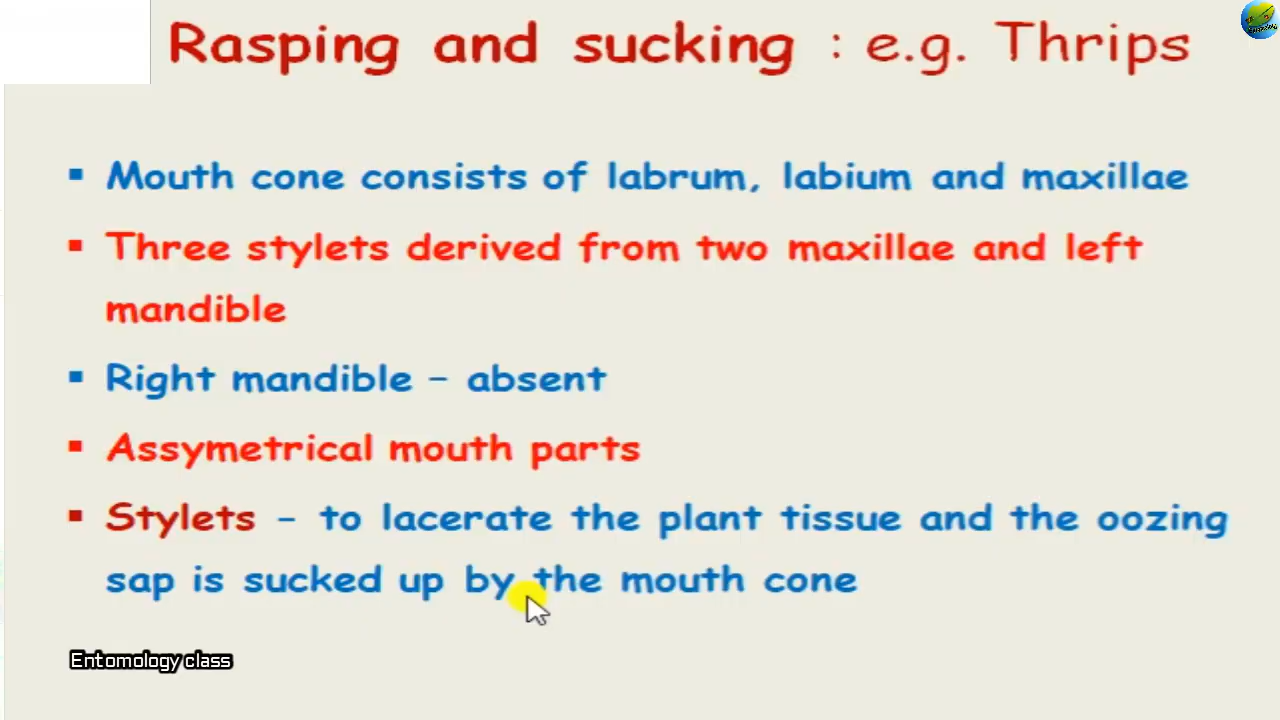 Rasping and sucking : e.g. Thrips
▪ Mouth cone consists of labrum, labium and maxillae
▪ Three stylets derived from two maxillae and left
mandible
▪ Right mandible – absent
▪ Assymetrical mouth parts
▪ Stylets – to lacerate the plant tissue and the oozing
sap is sucked up by the mouth cone
Entomology class